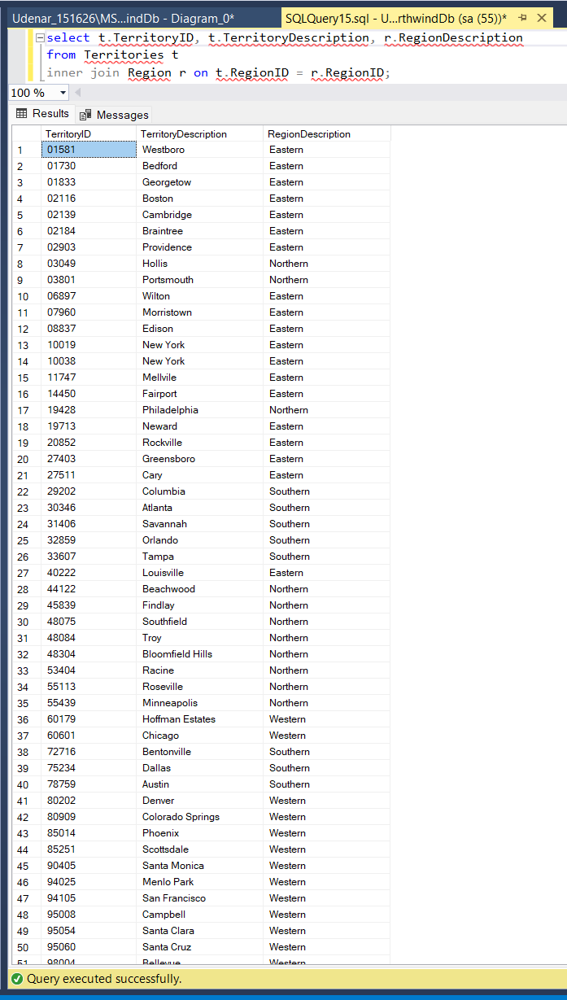 Udenar_151626\MS...indDb - Diagram_0*
SQLQuery15.sql - U...rthwindDb (sa (55))*
select t.TerritoryID, t.TerritoryDescription, r.RegionDescription
from Territories t
inner join Region r on t.RegionID = r.RegionID;
100 %
Results Messages
TerritoryID TerritoryDescription RegionDescription
1 01581 Westboro Eastern
2 01730 Bedford Eastern
3 01833 Georgetow Eastern
4 02116 Boston Eastern
5 02139 Cambridge Eastern
6 02184 Braintree Eastern
7 02903 Providence Eastern
8 03049 Hollis Northern
9 03801 Portsmouth Northern
10 06897 Wilton Eastern
11 07960 Morristown Eastern
12 08837 Edison Eastern
13 10019 New York Eastern
14 10038 New York Eastern
15 11747 Mellvile Eastern
16 14450 Fairport Eastern
17 19428 Philadelphia Northern
18 19713 Neward Eastern
19 20852 Rockville Eastern
20 27403 Greensboro Eastern
21 27511 Cary Eastern
22 29202 Columbia Southern
23 30346 Atlanta Southern
24 31406 Savannah Southern
25 32859 Orlando Southern
26 33607 Tampa Southern
27 40222 Louisville Eastern
28 44122 Beachwood Northern
29 45839 Findlay Northern
30 48075 Southfield Northern
31 48084 Troy Northern
32 48304 Bloomfield Hills Northern
33 53404 Racine Northern
34 55113 Roseville Northern
35 55439 Minneapolis Northern
36 60179 Hoffman Estates Western
37 60601 Chicago Western
38 72716 Bentonville Southern
39 75234 Dallas Southern
40 78759 Austin Southern
41 80202 Denver Western
42 80909 Colorado Springs Western
43 85014 Phoenix Western
44 85251 Scottsdale Western
45 90405 Santa Monica Western
46 94025 Menlo Park Western
47 94105 San Francisco Western
48 95008 Campbell Western
49 95054 Santa Clara Western
50 95060 Santa Cruz Western
51 98004 Bellevue Western
Query executed successfully.